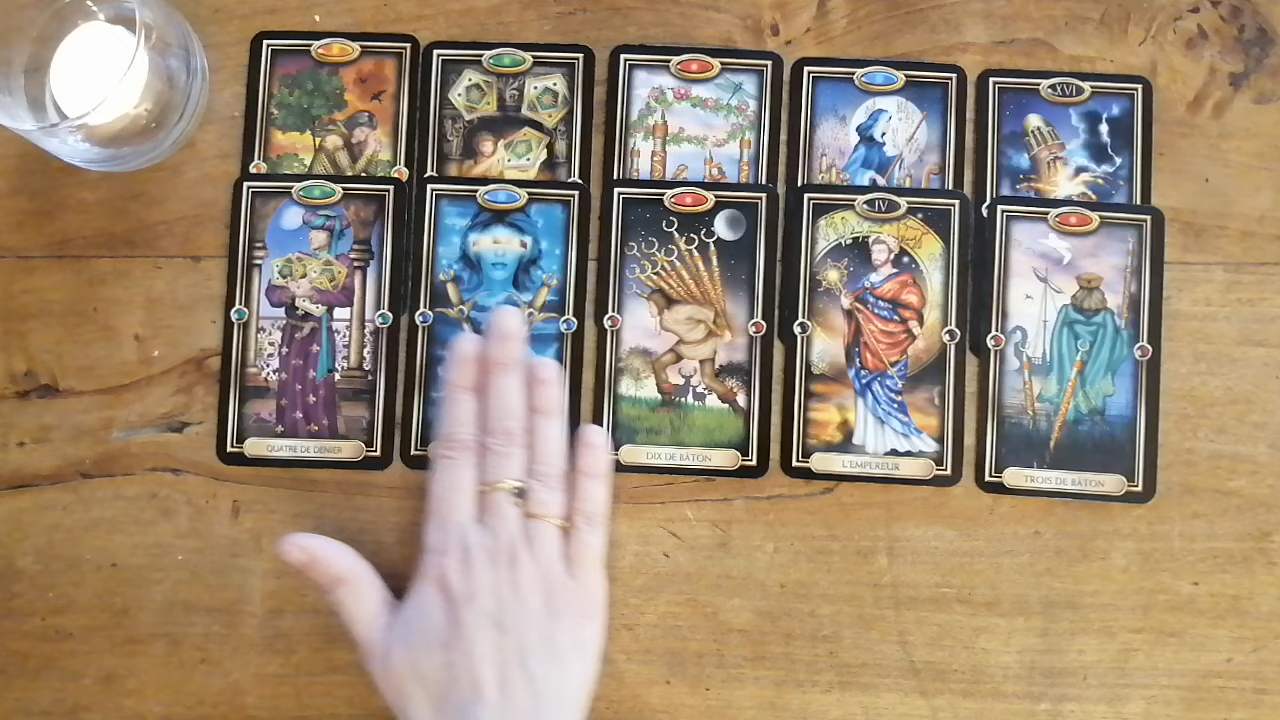 XVI
IV
QUATRE DE DENIER
DIX DE BÂTON
L'EMPEREUR
TROIS DE BÂTON